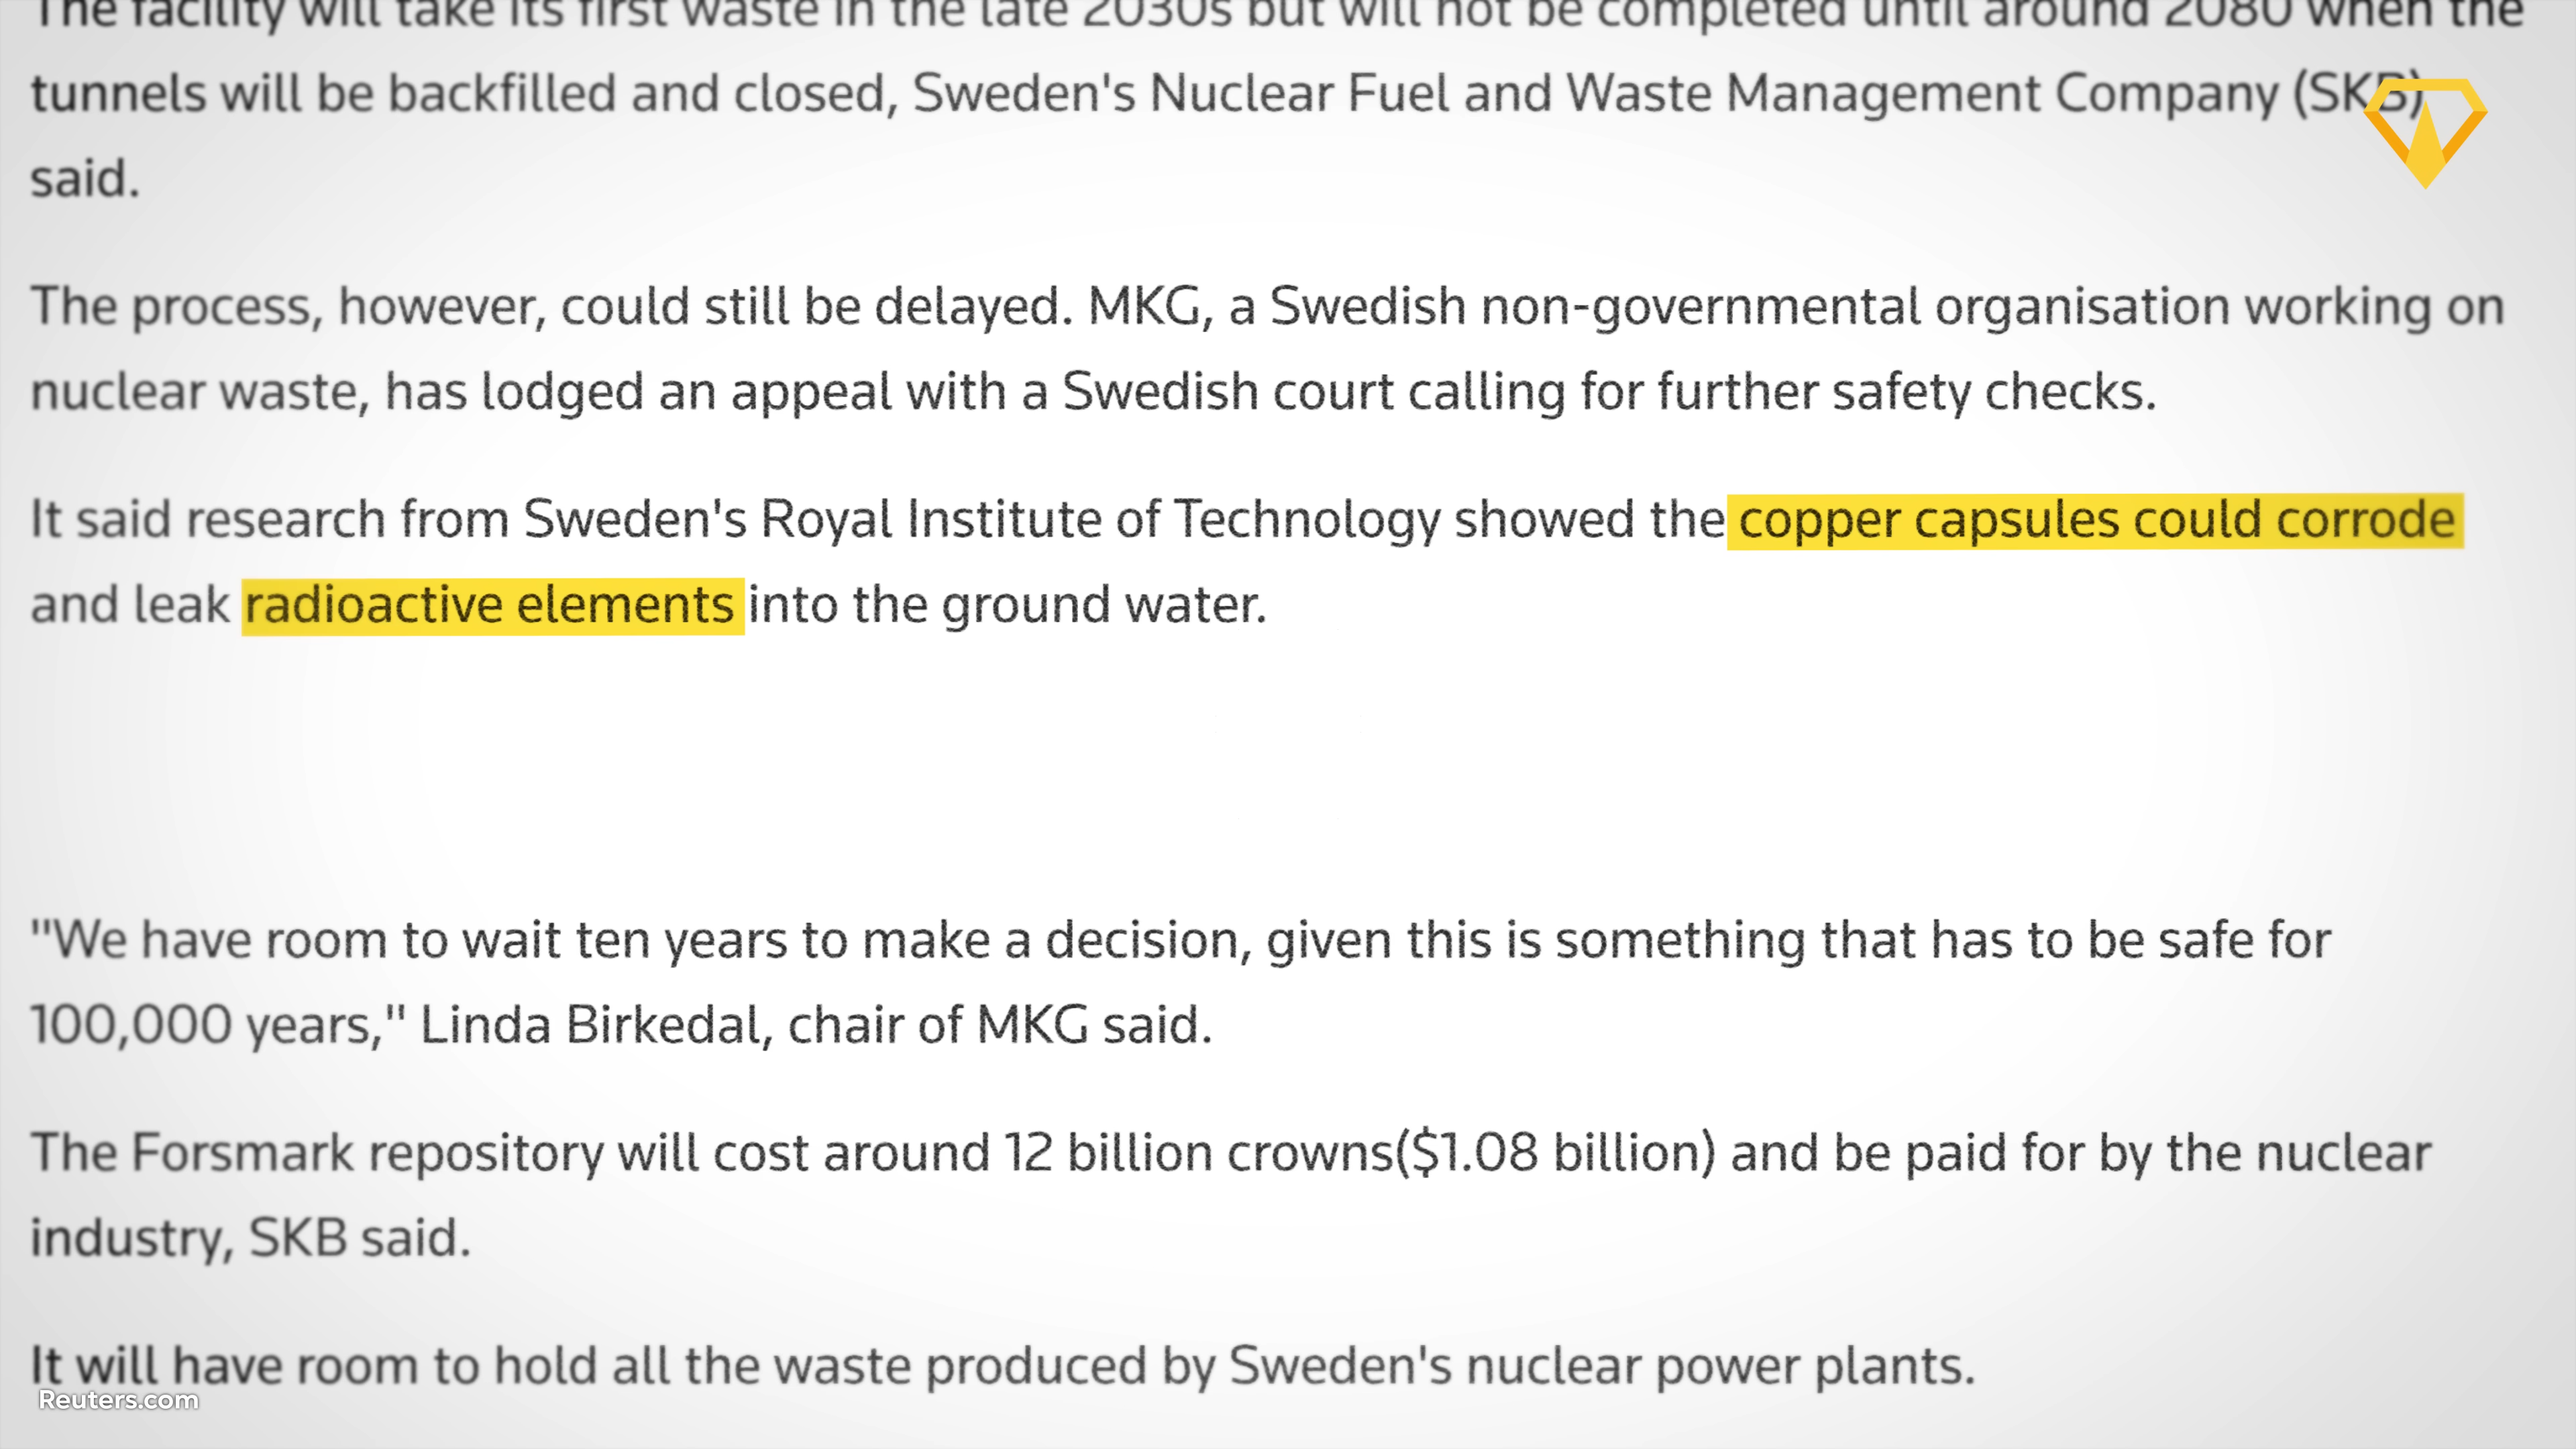 The facility will take its first waste in the late 2030s but will not be completed until around 2080 when the
tunnels will be backfilled and closed, Sweden's Nuclear Fuel and Waste Management Company (SKB)
said.
The process, however, could still be delayed. MKG, a Swedish non-governmental organisation working on
nuclear waste, has lodged an appeal with a Swedish court calling for further safety checks.
It said research from Sweden's Royal Institute of Technology showed the copper capsules could corrode
and leak radioactive elements into the ground water.
"We have room to wait ten years to make a decision, given this is something that has to be safe for
100,000 years," Linda Birkedal, chair of MKG said.
The Forsmark repository will cost around 12 billion crowns($1.08 billion) and be paid for by the nuclear
industry, SKB said.
It will have room to hold all the waste produced by Sweden's nuclear power plants.
Reuters.com